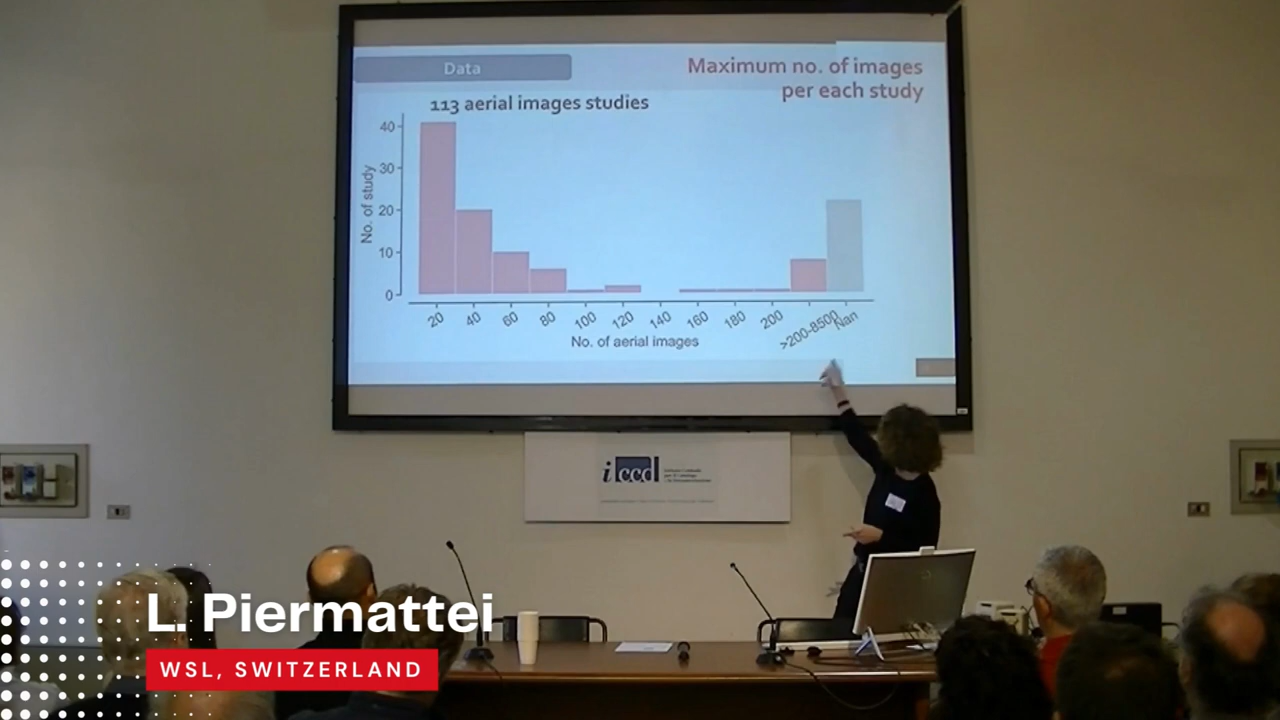 Data
Maximum no. of images
per each study
113 aerial images studies
No. of study
40
30
20
10
0
20
40
60
80
100
120
140
160
180
200
>200-8500
Nan
No. of aerial images
iccd
L. Piermattei
WSL, SWITZERLAND